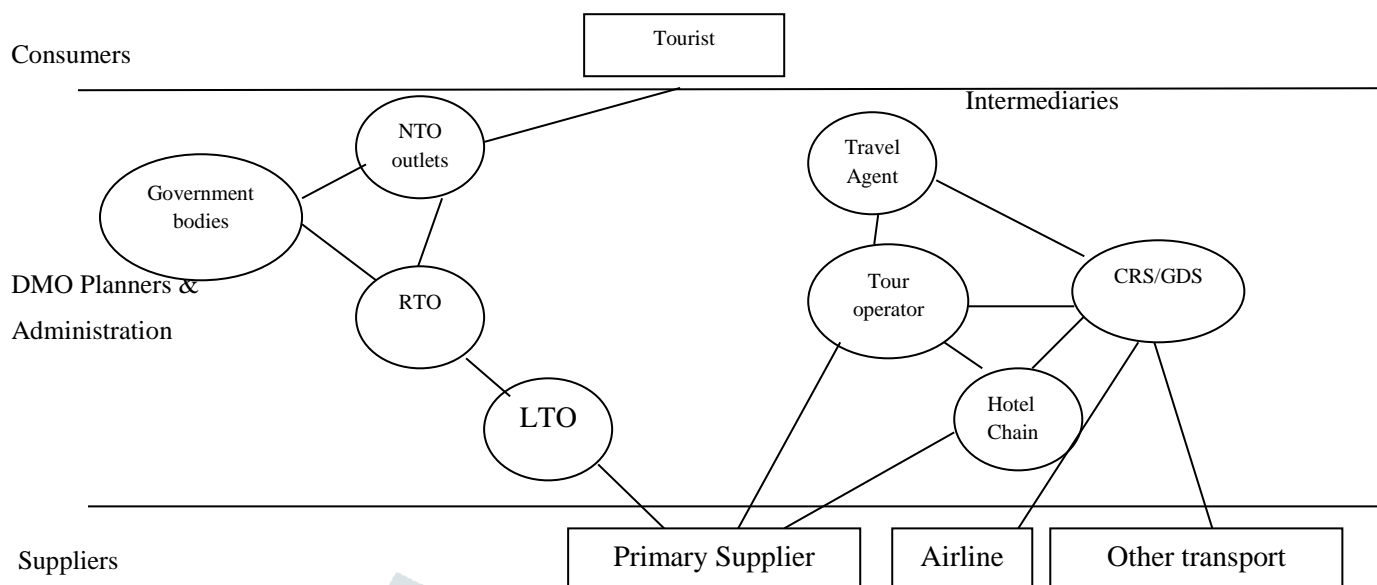 Tourist
Consumers
Intermediaries
NTO
outlets
Travel
Agent
Government
bodies
CRS/GDS
DMO Planners &
Administration
RTO
Tour
operator
LTO
Hotel
Chain
Suppliers
Primary Supplier
Airline
Other transport